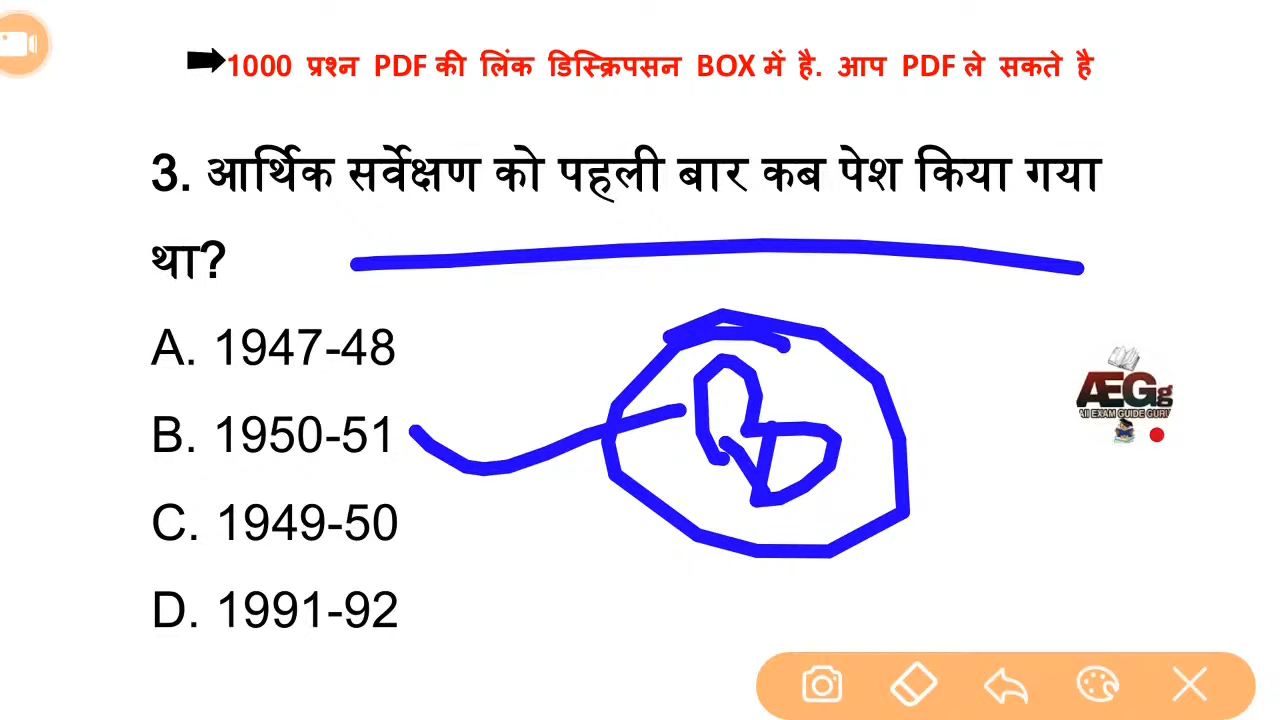 1000 प्रश्न PDF की लिंक डिस्क्रिपसन BOX में है. आप PDF ले सकते है
3. आर्थिक सर्वेक्षण को पहली बार कब पेश किया गया
था?
A. 1947-48
B. 1950-51
C. 1949-50
D. 1991-92
B
ÆGg
All EXAM GUIDE GURU